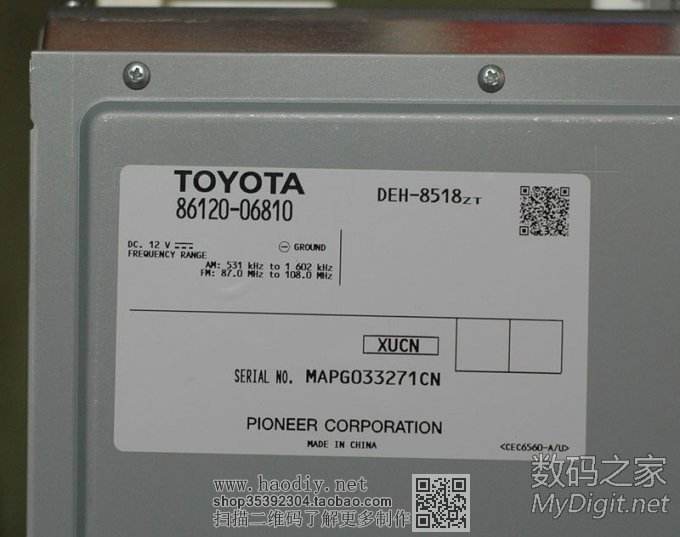 TOYOTA
86120-06810
DEH-8518ZT
DC. 12 V
GROUND
FREQUENCY RANGE
AM: 531 kHz to 1 602 kHz
FM: 87.0 MHz to 108.0 MHz
XUCN
SERIAL NO. MAPG033271CN
PIONEER CORPORATION
MADE IN CHINA
<CEC6560-A/U>
www.haodiy.net
shop35392304.taobao.com
扫描二维码了解更多制作
数码之家
MyDigit.net